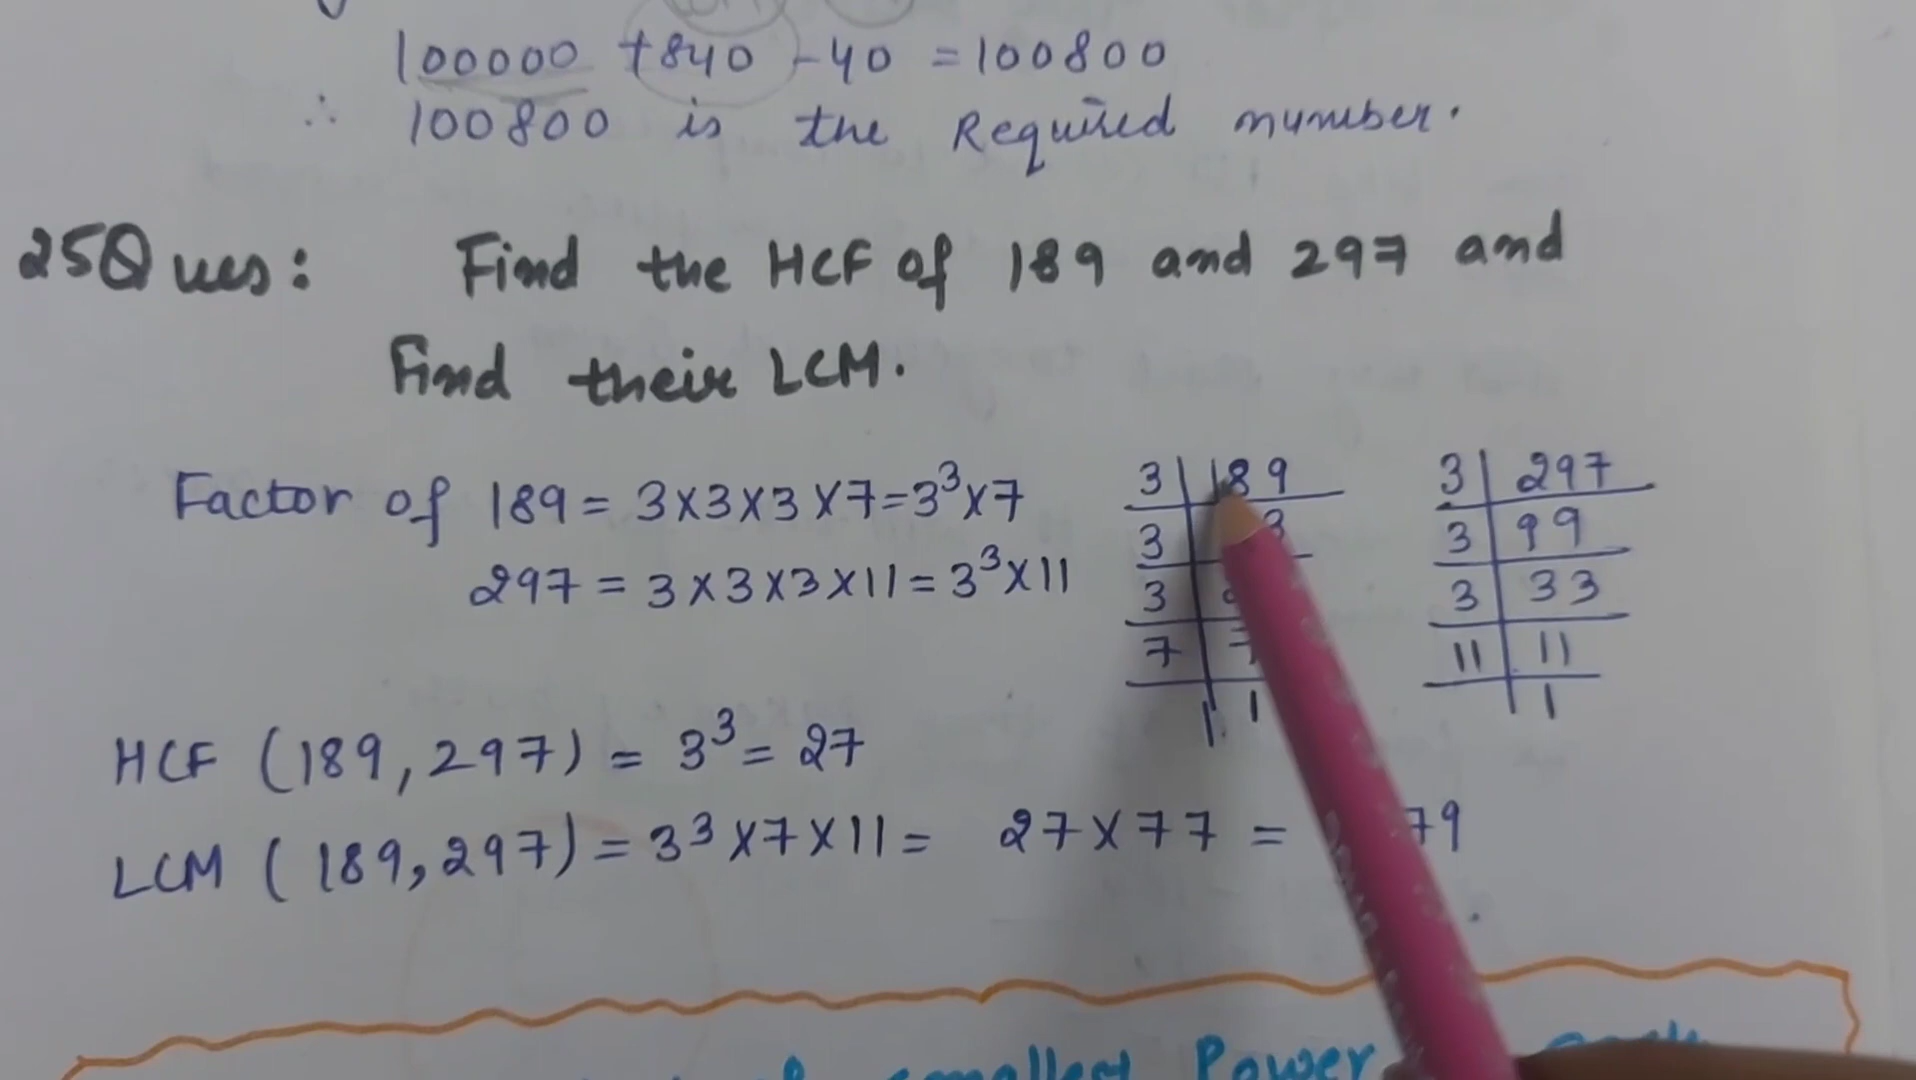 100000 + 840 - 40 = 100800
∴ 100800 is the Required number.
25Ques: Find the HCF of 189 and 297 and
Find their LCM.
Factor of 189 = 3×3×3×7=3³×7
297 = 3×3×3×11=3³×11
3 | 189
3 | 3
3 |
7 | 7
1
3 | 297
3 | 99
3 | 33
11 | 11
1
HCF (189,297) = 3³ = 27
LCM (189,297) = 3³×7×11 = 27×77 = 79
smallest Power